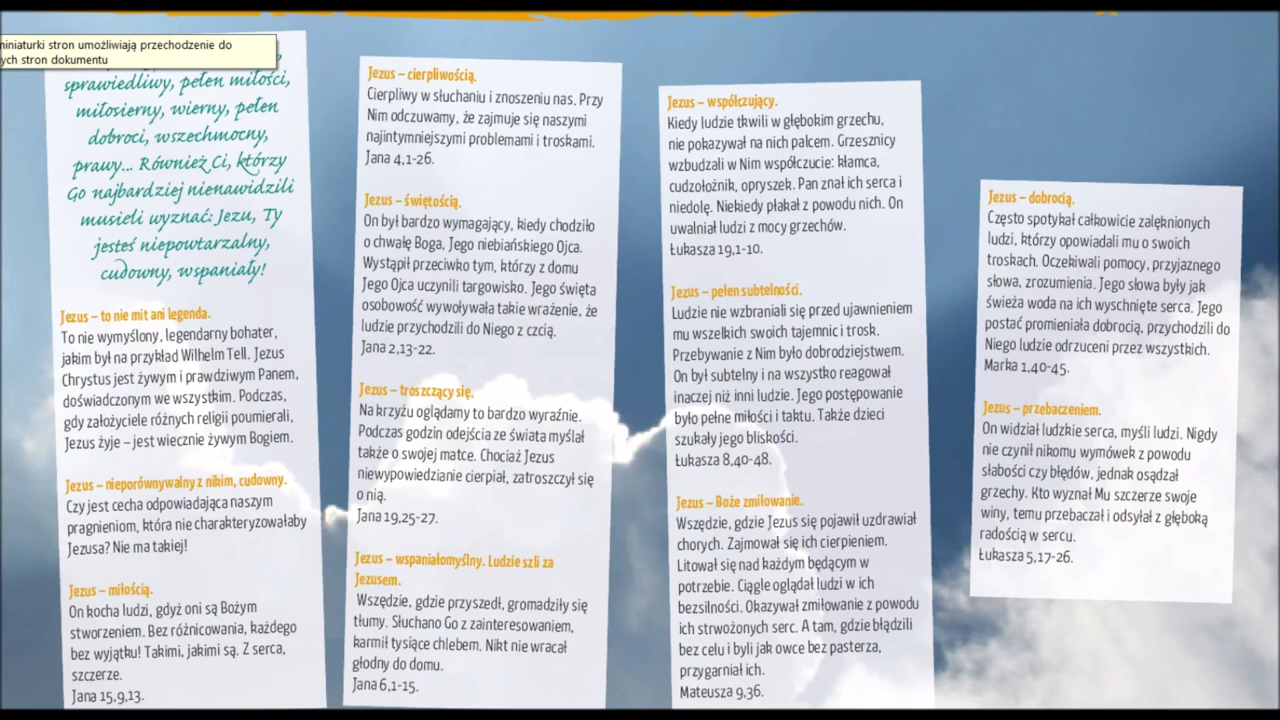 miniaturki stron umożliwiają przechodzenie do
ych stron dokumentu
sprawiedliwy, pełen miłości,
miłosierny, wierny, pełen
dobroci, wszechmocny,
prawy... Również Ci, którzy
Go najbardziej nienawidzili
musieli wyznać: Jezu, Ty
jesteś niepowtarzalny,
cudowny, wspaniały!
Jezus – to nie mit ani legenda.
To nie wymyślony, legendarny bohater,
jakim był na przykład Wilhelm Tell. Jezus
Chrystus jest żywym i prawdziwym Panem,
doświadczonym we wszystkim. Podczas,
gdy założyciele różnych religii poumierali,
Jezus żyje – jest wiecznie żywym Bogiem.
Jezus – nieporównywalny z nikim, cudowny.
Czy jest cecha odpowiadająca naszym
pragnieniom, która nie charakteryzowałaby
Jezusa? Nie ma takiej!
Jezus – miłością.
On kocha ludzi, gdyż oni są Bożym
stworzeniem. Bez różnicowania, każdego
bez wyjątku! Takimi, jakimi są. Z serca,
szczerze.
Jana 15,9,13.
Jezus – cierpliwością.
Cierpliwy w słuchaniu i znoszeniu nas. Przy
Nim odczuwamy, że zajmuje się naszymi
najintymniejszymi problemami i troskami.
Jana 4,1-26.
Jezus – świętością.
On był bardzo wymagający, kiedy chodziło
o chwałę Boga, Jego niebiańskiego Ojca.
Wystąpił przeciwko tym, którzy z domu
Jego Ojca uczynili targowisko. Jego święta
osobowość wywoływała takie wrażenie, że
ludzie przychodzili do Niego z czcią.
Jana 2,13-22.
Jezus – troszczący się.
Na krzyżu oglądamy to bardzo wyraźnie.
Podczas godzin odejścia ze świata myślał
także o swojej matce. Chociaż Jezus
niewypowiedzianie cierpiał, zatroszczył się
o nią.
Jana 19,25-27.
Jezus – wspaniałomyślny. Ludzie szli za
Jezusem.
Wszędzie, gdzie przyszedł, gromadziły się
tłumy. Słuchano Go z zainteresowaniem,
karmił tysiące chlebem. Nikt nie wracał
głodny do domu.
Jana 6,1-15.
Jezus – współczujący.
Kiedy ludzie tkwili w głębokim grzechu,
nie pokazywał na nich palcem. Grzesznicy
wzbudzali w Nim współczucie: kłamca,
cudzołożnik, opryszek. Pan znał ich serca i
niedolę. Niekiedy płakał z powodu nich. On
uwalniał ludzi z mocy grzechów.
Łukasza 19,1-10.
Jezus – pełen subtelności.
Ludzie nie wzbraniali się przed ujawnieniem
mu wszelkich swoich tajemnic i trosk.
Przebywanie z Nim było dobrodziejstwem.
On był subtelny i na wszystko reagował
inaczej niż inni ludzie. Jego postępowanie
było pełne miłości i taktu. Także dzieci
szukały jego bliskości.
Łukasza 8,40-48.
Jezus – Boże zmiłowanie.
Wszędzie, gdzie Jezus się pojawił uzdrawiał
chorych. Zajmował się ich cierpieniem.
Litował się nad każdym będącym w
potrzebie. Ciągle oglądał ludzi w ich
bezsilności. Okazywał zmiłowanie z powodu
ich strwożonych serc. A tam, gdzie błądzili
bez celu i byli jak owce bez pasterza,
przygarniał ich.
Mateusza 9,36.
Jezus – dobrocią.
Często spotykał całkowicie zalęknionych
ludzi, którzy opowiadali mu o swoich
troskach. Oczekiwali pomocy, przyjaznego
słowa, zrozumienia. Jego słowa były jak
świeża woda na ich wyschnięte serca. Jego
postać promieniała dobrocią, przychodzili do
Niego ludzie odrzuceni przez wszystkich.
Marka 1,40-45.
Jezus – przebaczeniem.
On widział ludzkie serca, myśli ludzi. Nigdy
nie czynił nikomu wymówek z powodu
słabości czy błędów, jednak osądzał
grzechy. Kto wyznał Mu szczerze swoje
winy, temu przebaczał i odsyłał z głęboką
radością w sercu.
Łukasza 5,17-26.